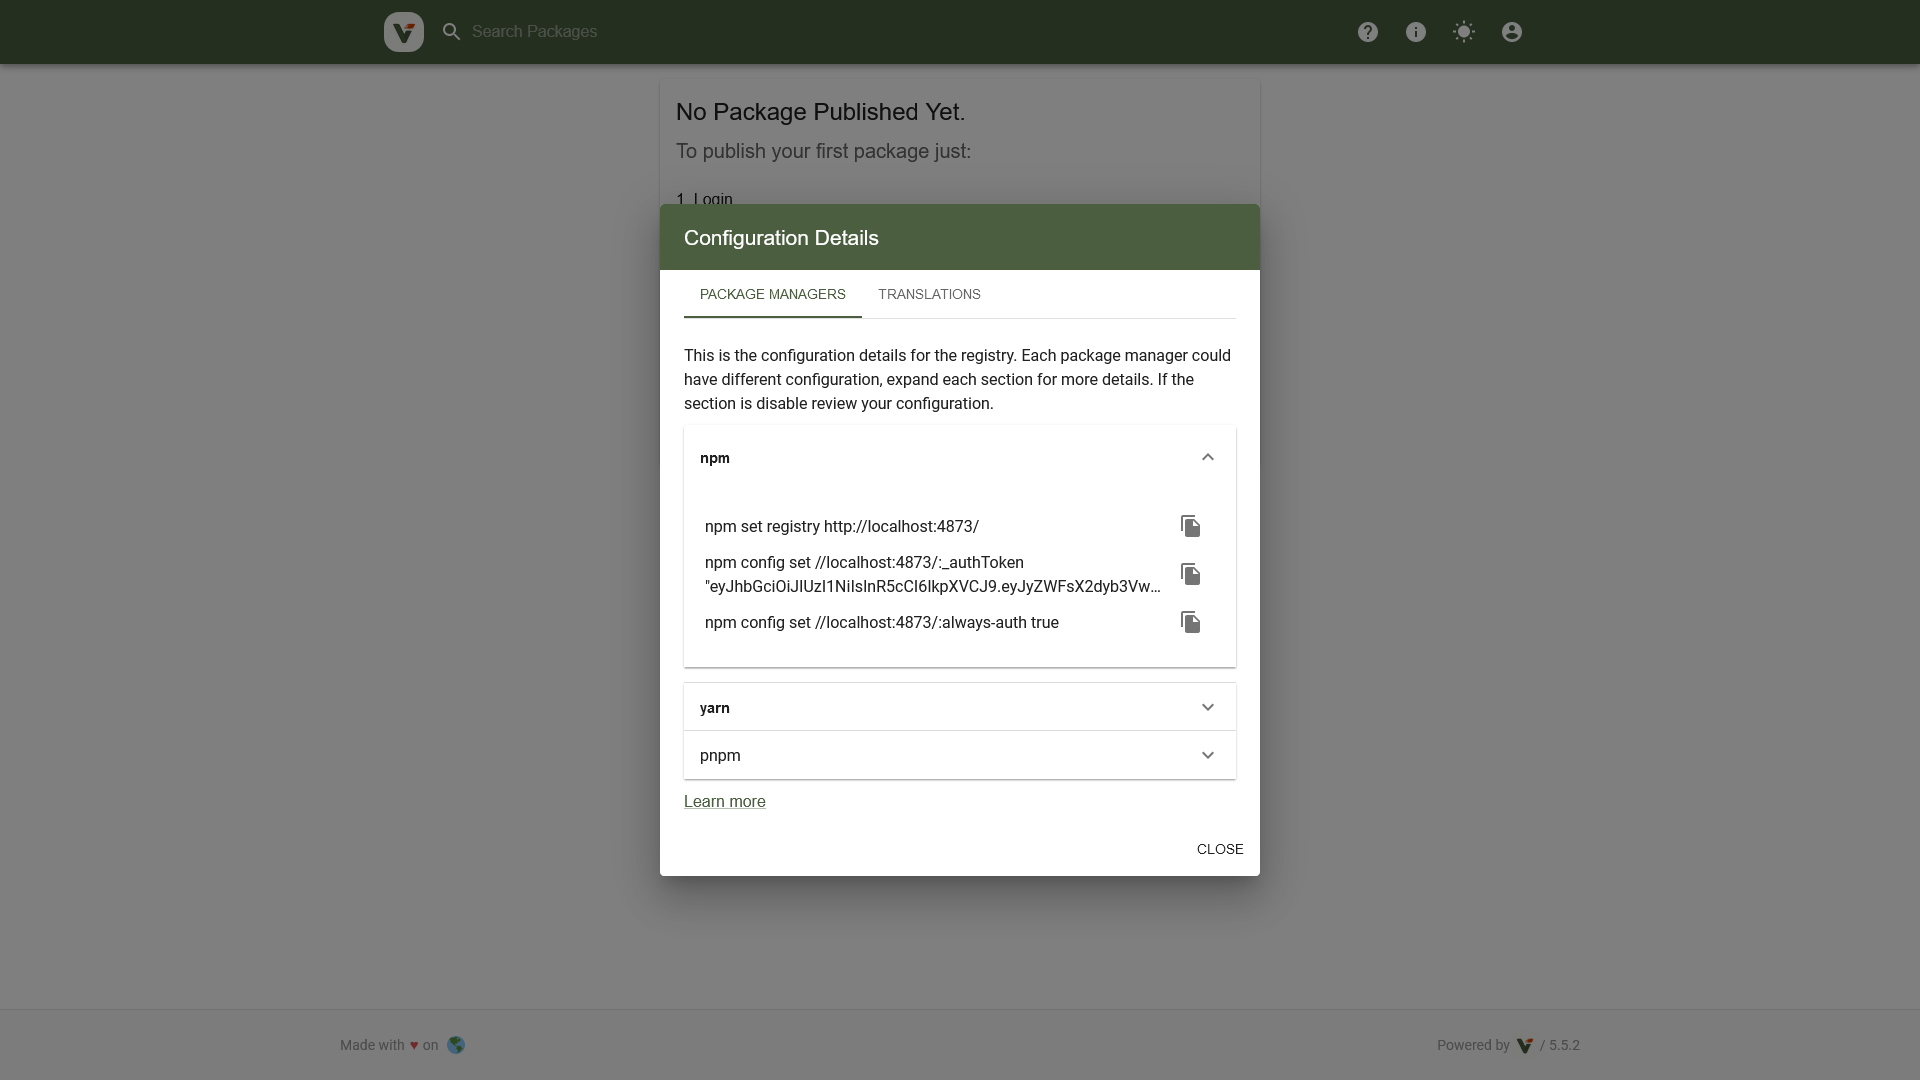 Search Packages
No Package Published Yet.
To publish your first package just:
1. Login
Configuration Details
PACKAGE MANAGERS
TRANSLATIONS
This is the configuration details for the registry. Each package manager could
have different configuration, expand each section for more details. If the
section is disable review your configuration.
npm
npm set registry http://localhost:4873/
npm config set //localhost:4873/:_authToken
"eyJhbGciOiJIUzI1NiIsInR5cCI6IkpXVCJ9.eyJyZWFsX2dyb3Vw...
npm config set //localhost:4873/:always-auth true
yarn
pnpm
Learn more
CLOSE
Made with ♥ on
Powered by / 5.5.2